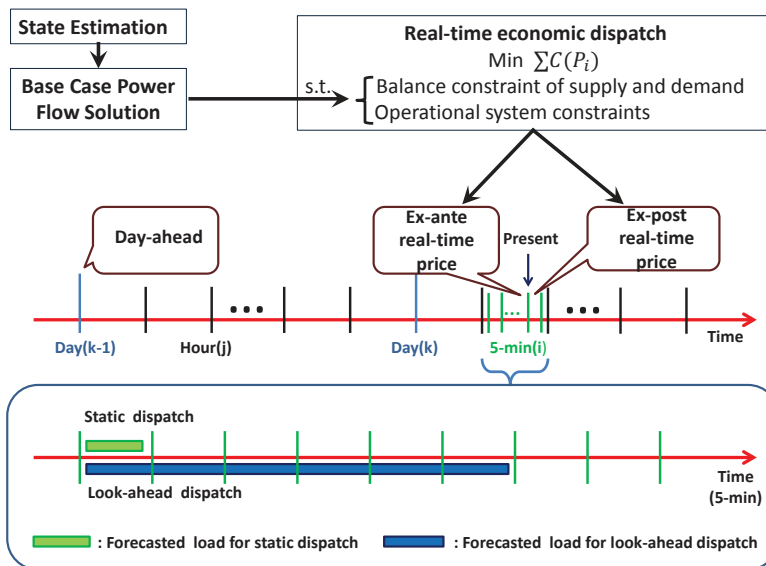 State Estimation
Base Case Power
Flow Solution
Real-time economic dispatch
Min ∑C(P_i)
s.t.
Balance constraint of supply and demand
Operational system constraints
Day-ahead
Ex-ante
real-time
price
Present
Ex-post
real-time
price
...
...
...
Time
Day(k-1)
Hour(j)
Day(k)
5-min(i)
Static dispatch
Look-ahead dispatch
Time
(5-min)
: Forecasted load for static dispatch
: Forecasted load for look-ahead dispatch